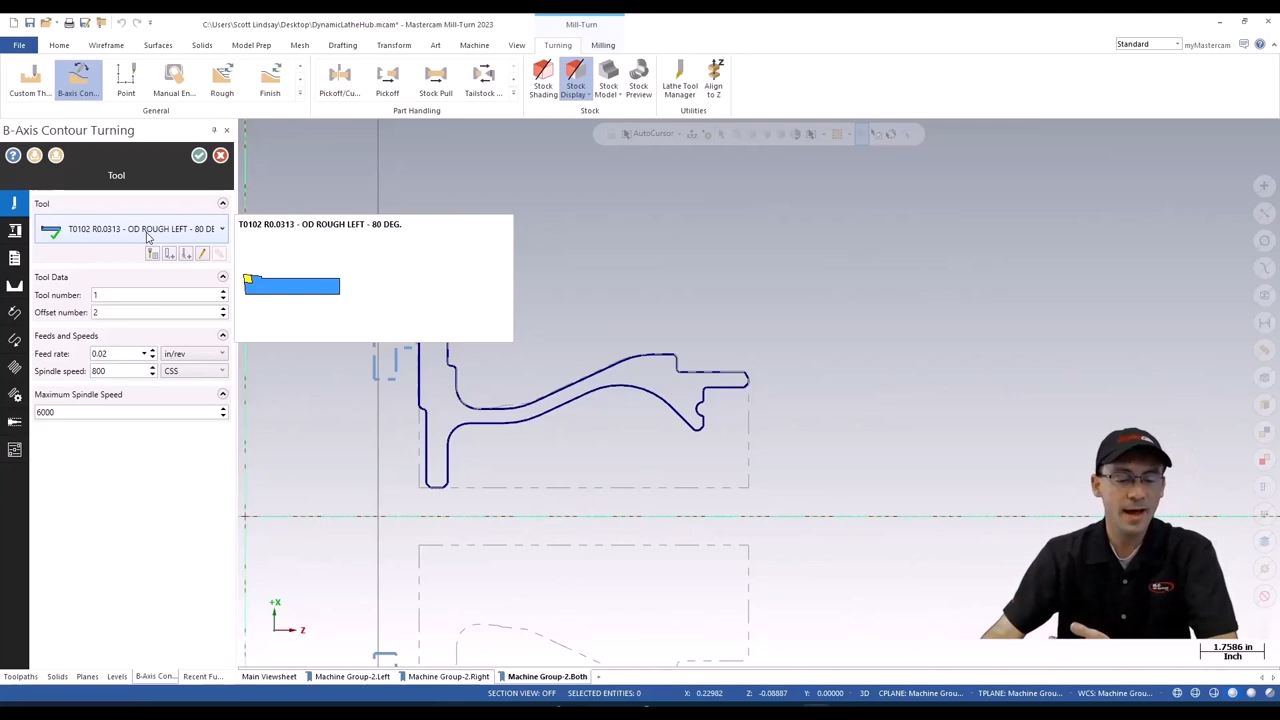 C:\Users\Scott Lindsay\Desktop\DynamicLatheHub.mcam* - Mastercam Mill-Turn 2023
Mill-Turn
File
Home
Wireframe
Surfaces
Solids
Model Prep
Mesh
Drafting
Transform
Art
Machine
View
Turning
Milling
Standard
myMastercam
Custom Th...
B-axis Con...
Point
Manual En...
Rough
Finish
Pickoff/Cu...
Pickoff
Stock Pull
Tailstock ...
Stock Shading
Stock Display
Stock Model
Stock Preview
Lathe Tool Manager
Align to Z
General
Part Handling
Stock
Utilities
B-Axis Contour Turning
AutoCursor
Tool
Tool
T0102 R0.0313 - OD ROUGH LEFT - 80 DE
T0102 R0.0313 - OD ROUGH LEFT - 80 DEG.
Tool Data
Tool number: 1
Offset number: 2
Feeds and Speeds
Feed rate: 0.02 in/rev
Spindle speed: 800 CSS
Maximum Spindle Speed
6000
+X
Z
1.7586 in
Inch
Toolpaths
Solids
Planes
Levels
B-Axis Con...
Recent Fu...
Main Viewsheet
Machine Group-2.Left
Machine Group-2.Right
Machine Group-2.Both
SECTION VIEW: OFF
SELECTED ENTITIES: 0
X: 0.22982
Z: -0.08887
Y: 0.00000
3D
CPLANE: Machine Grou...
TPLANE: Machine Grou...
WCS: Machine Grou...